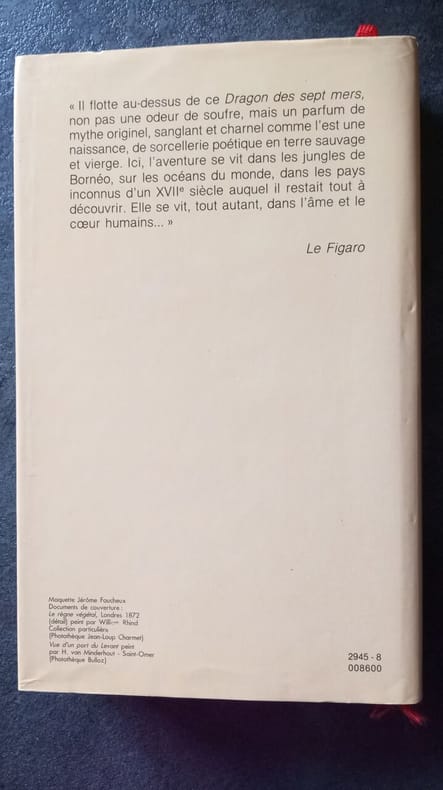 « Il flotte au-dessus de ce Dragon des sept mers,
non pas une odeur de soufre, mais un parfum de
mythe originel, sanglant et charnel comme l'est une
naissance, de sorcellerie poétique en terre sauvage
et vierge. Ici, l'aventure se vit dans les jungles de
Bornéo, sur les océans du monde, dans les pays
inconnus d'un XVIIe siècle auquel il restait tout à
découvrir. Elle se vit, tout autant, dans l'âme et le
cœur humains... »
Le Figaro
Maquette Jérôme Faucheux
Documents de couverture :
Le règne végétal, Londres 1872
(détail) peint par William Rhind
Collection particulière
(Photothèque Jean-Loup Charmet)
Vue d'un port du Levant peint
par H. van Minderhout - Saint-Omer
(Photothèque Bulloz)
2945 - 8
008600